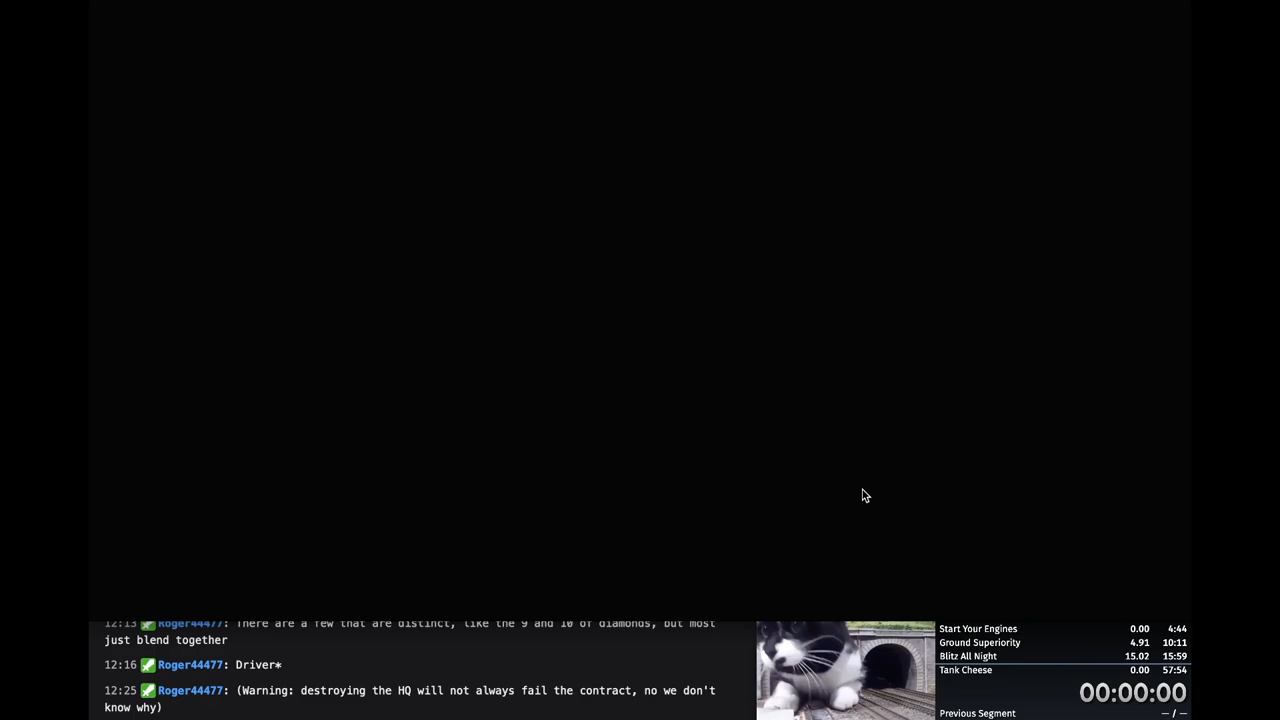 12:13 Roger44477: There are a few that are distinct, like the 9 and 10 of diamonds, but most
just blend together
12:16 Roger44477: Driver*
12:25 Roger44477: (Warning: destroying the HQ will not always fail the contract, no we don't
know why)
Start Your Engines 0.00 4:44
Ground Superiority 4.91 10:11
Blitz All Night 15.02 15:59
Tank Cheese 0.00 57:54
00:00:00
Previous Segment — / —